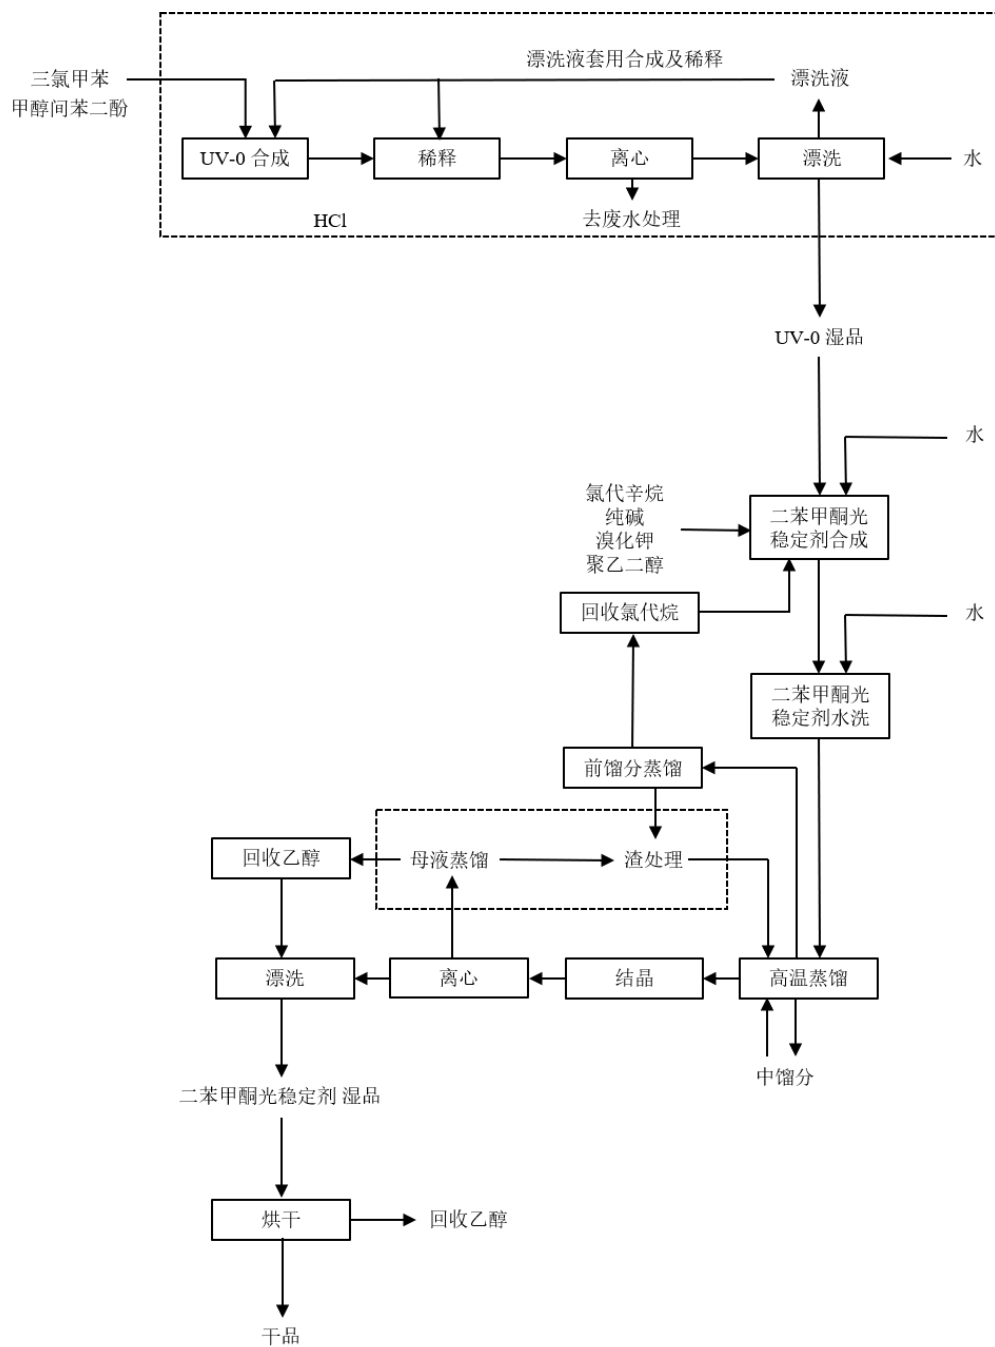 漂洗液套用合成及稀释
三氯甲苯
甲醇间苯二酚
漂洗液
UV-0 合成
稀释
离心
漂洗
水
HCl
去废水处理
UV-0 湿品
水
氯代辛烷
纯碱
溴化钾
聚乙二醇
二苯甲酮光
稳定剂合成
回收氯代烷
水
二苯甲酮光
稳定剂水洗
前馏分蒸馏
回收乙醇
母液蒸馏
渣处理
漂洗
离心
结晶
高温蒸馏
中馏分
二苯甲酮光稳定剂 湿品
烘干
回收乙醇
干品